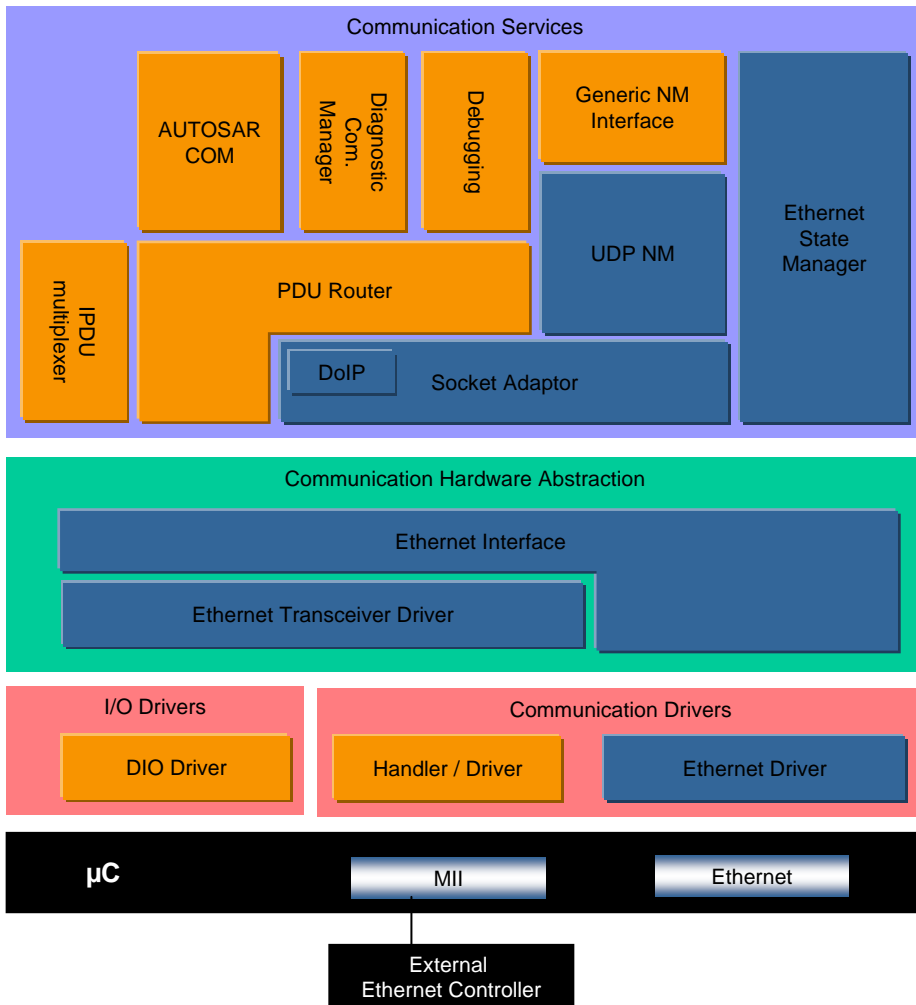 Communication Services
AUTOSAR
COM
Diagnostic
Com.
Manager
Debugging
Generic NM
Interface
Ethernet
State
Manager
UDP NM
IPDU
multiplexer
PDU Router
DoIP
Socket Adaptor
Communication Hardware Abstraction
Ethernet Interface
Ethernet Transceiver Driver
I/O Drivers
Communication Drivers
DIO Driver
Handler / Driver
Ethernet Driver
µC
MII
Ethernet
External
Ethernet Controller